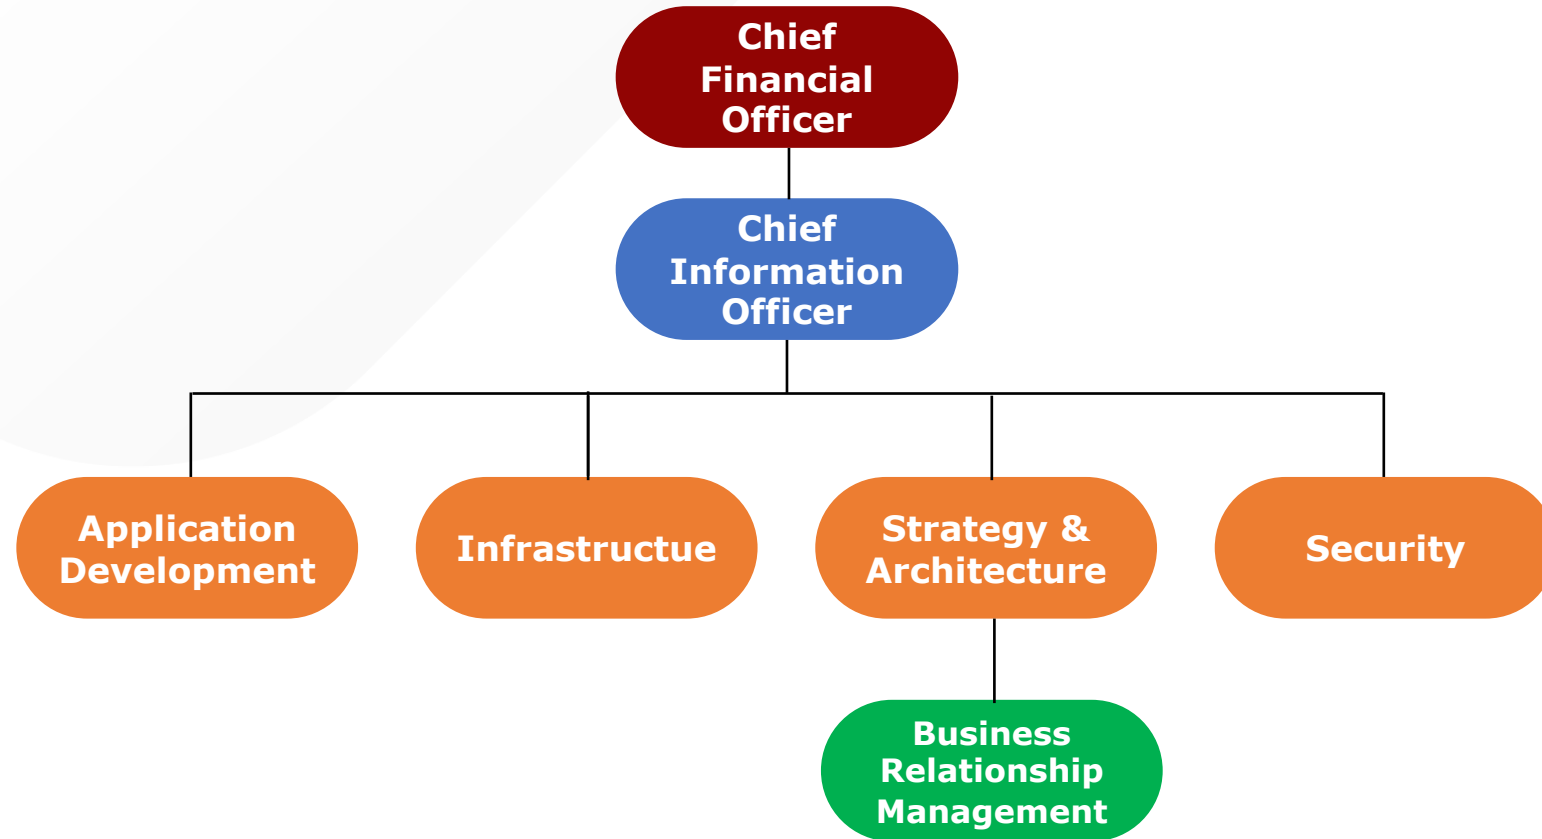 Chief
Financial
Officer
Chief
Information
Officer
Application
Development
Infrastructue
Strategy &
Architecture
Security
Business
Relationship
Management